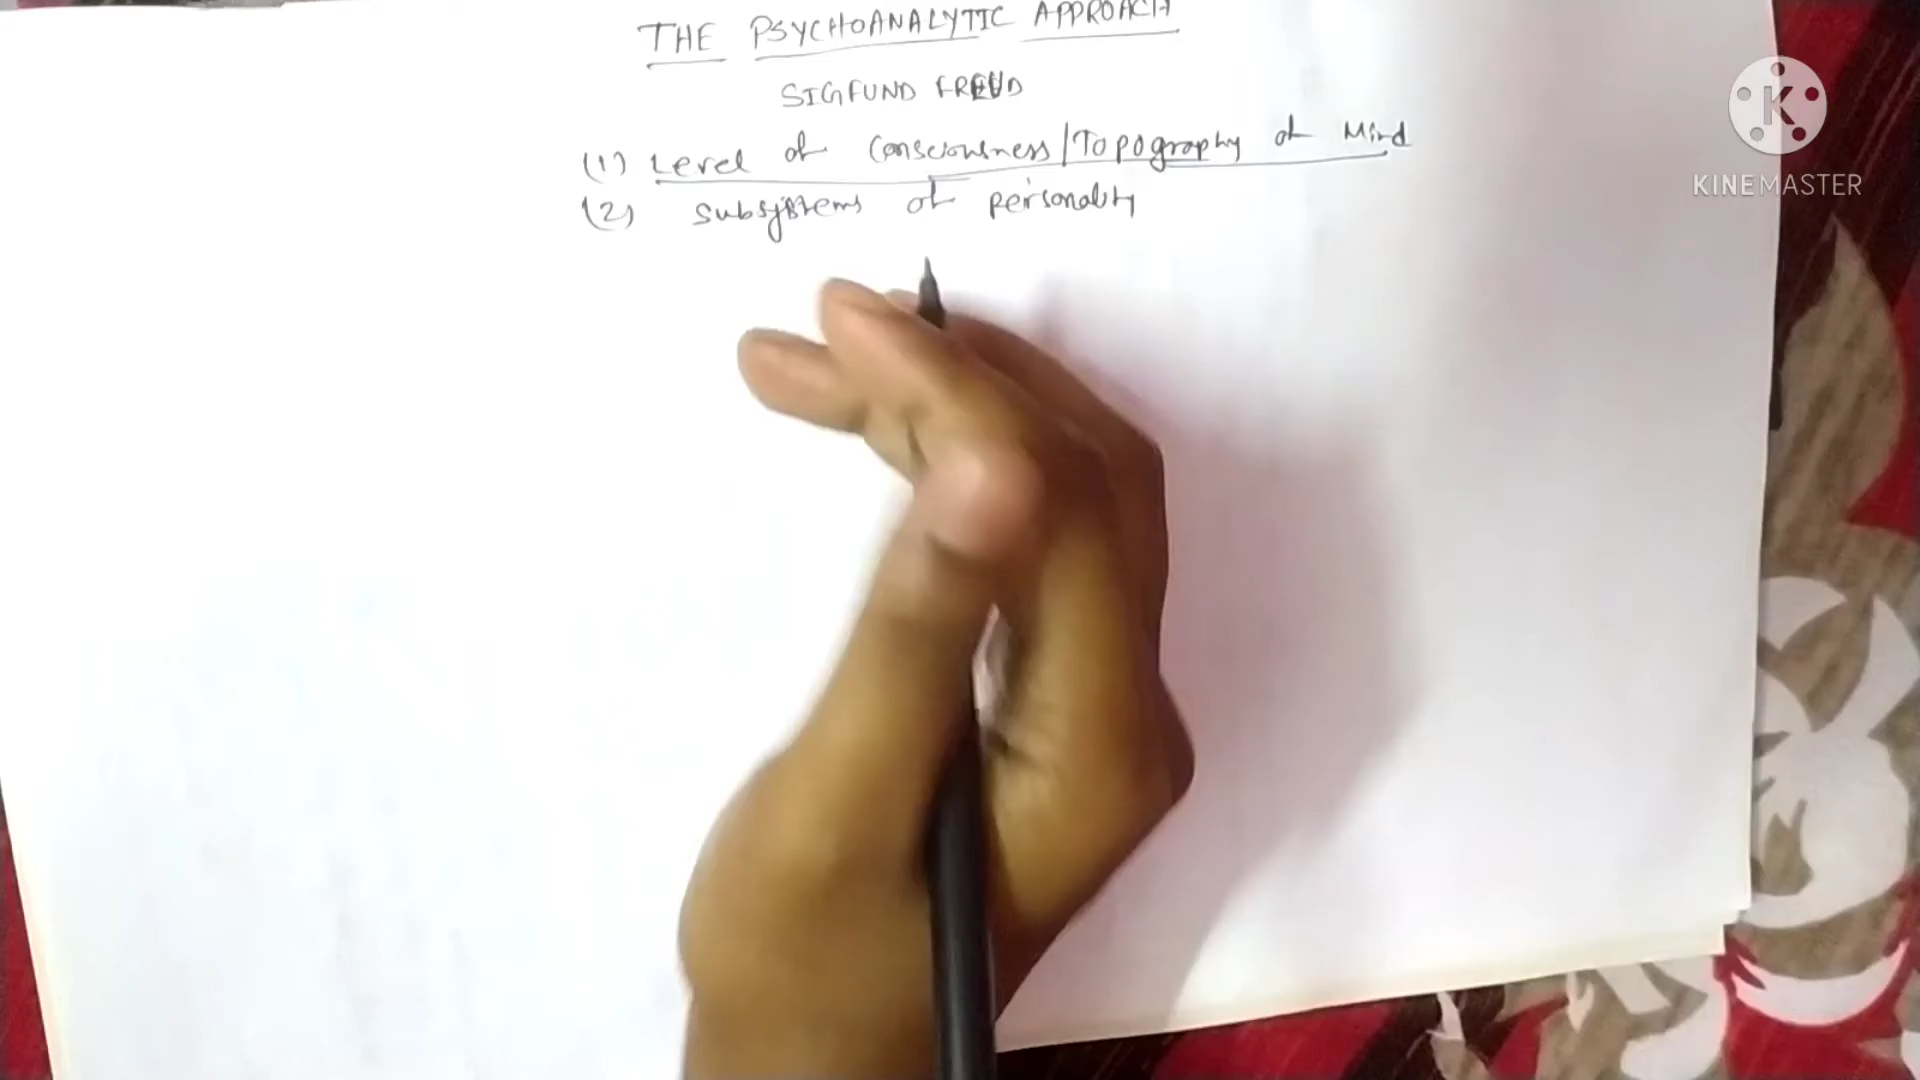 THE PSYCHOANALYTIC APPROACH
SIGFUND FREUD
(1) Level of Consciousness/Topography of Mind
(2) Subsystems of personality
K
KINEMASTER